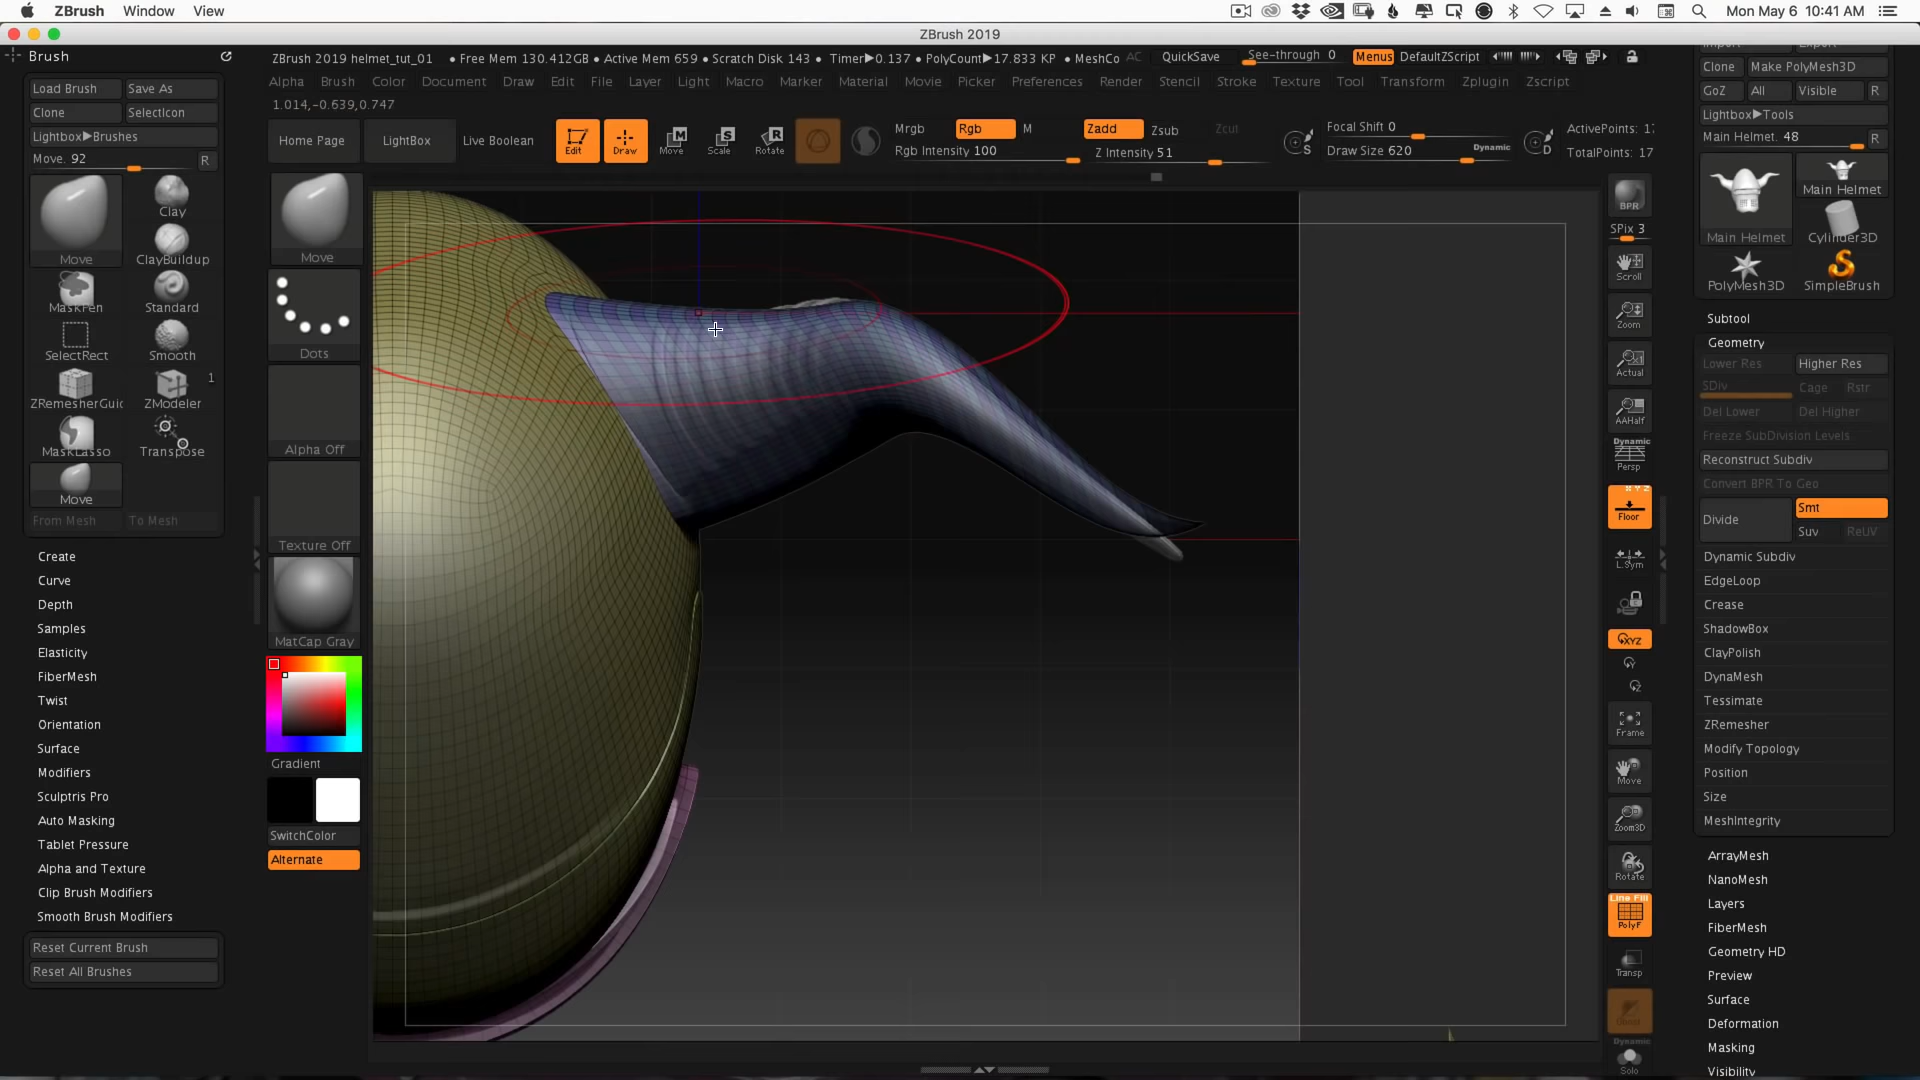 ZBrush Window View
Mon May 6 10:41 AM
ZBrush 2019
Brush
ZBrush 2019 helmet_tut_01 • Free Mem 130.412GB • Active Mem 659 • Scratch Disk 143 • Timer▶0.137 • PolyCount▶17.833 KP • MeshCo AC QuickSave See-through 0 Menus DefaultZScript
Alpha Brush Color Document Draw Edit File Layer Light Macro Marker Material Movie Picker Preferences Render Stencil Stroke Texture Tool Transform Zplugin Zscript
1.014,-0.639,0.747
Load Brush Save As
Clone SelectIcon
Lightbox▶Brushes
Move. 92 R
Move
Clay
ClayBuildup
MaskPen Standard
SelectRect Smooth
1
ZRemesherGuic ZModeler
MaskLasso Transpose
Move
From Mesh To Mesh
Create
Curve
Depth
Samples
Elasticity
FiberMesh
Twist
Orientation
Surface
Modifiers
Sculptris Pro
Auto Masking
Tablet Pressure
Alpha and Texture
Clip Brush Modifiers
Smooth Brush Modifiers
Reset Current Brush
Reset All Brushes
Home Page LightBox Live Boolean
Edit Draw Move Scale Rotate
M S R
Mrgb Rgb M
Rgb Intensity 100
Zadd Zsub Zcut
Z Intensity 51
S
Focal Shift 0
Draw Size 620 Dynamic
D
ActivePoints: 17
TotalPoints: 17
Move
Dots
Alpha Off
Texture Off
MatCap Gray
Gradient
SwitchColor
Alternate
BPR
SPix 3
Scroll
Zoom
Actual
AAHalf
Dynamic
Persp
X Y Z
Floor
L.Sym
XYZ
Y
Z
Frame
Move
Zoom3D
Rotate
Line Fill
PolyF
Transp
Dynamic
Solo
Clone Make PolyMesh3D
GoZ All Visible R
Lightbox▶Tools
Main Helmet. 48 R
Main Helmet
Main Helmet
Cylinder3D
PolyMesh3D SimpleBrush
Subtool
Geometry
Lower Res Higher Res
SDiv Cage Rstr
Del Lower Del Higher
Freeze SubDivision Levels
Reconstruct Subdiv
Convert BPR To Geo
Divide Smt
Suv ReUV
Dynamic Subdiv
EdgeLoop
Crease
ShadowBox
ClayPolish
DynaMesh
Tessimate
ZRemesher
Modify Topology
Position
Size
MeshIntegrity
ArrayMesh
NanoMesh
Layers
FiberMesh
Geometry HD
Preview
Surface
Deformation
Masking
Visibility